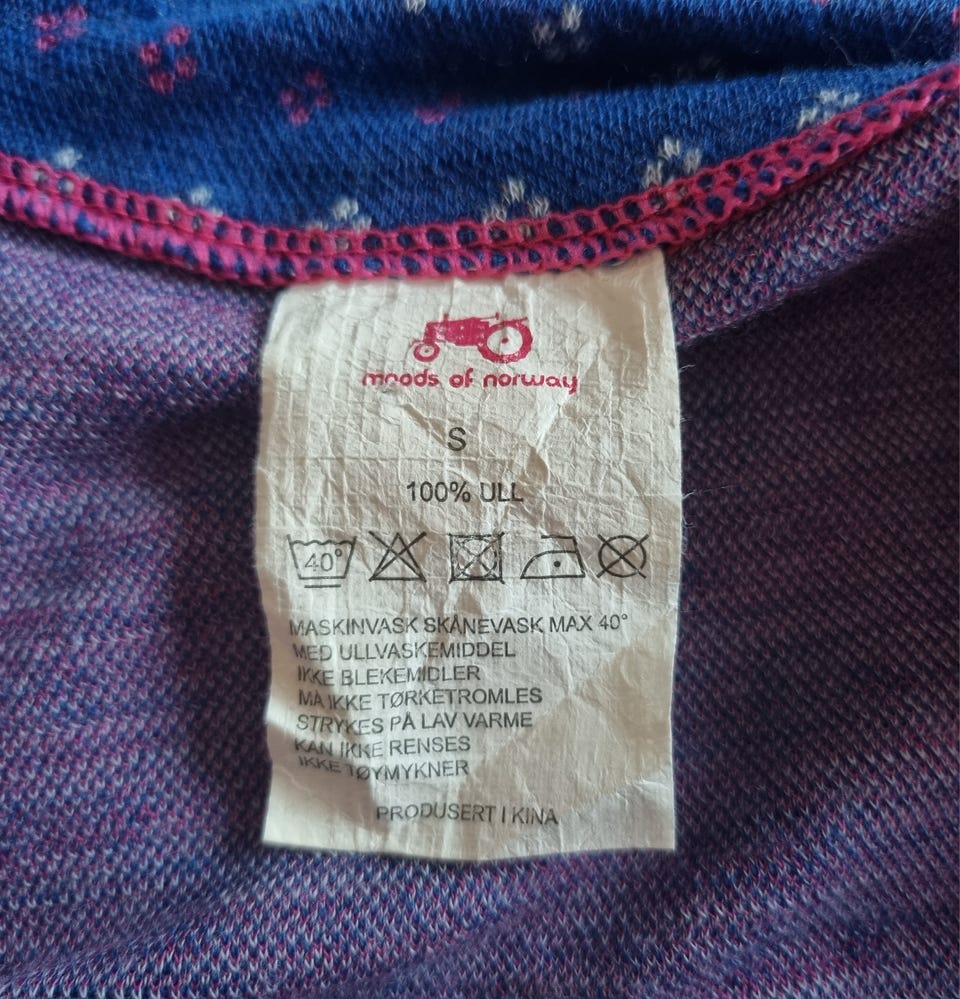 moods of norway
S
100% ULL
40°
MASKINVASK SKÅNEVASK MAX 40°
MED ULLVASKEMIDDEL
IKKE BLEKEMIDLER
MA IKKE TØRKETROMLES
STRYKES PÅ LAV VARME
KAN IKKE RENSES
IKKE TØYMYKNER
PRODUSERT I KINA